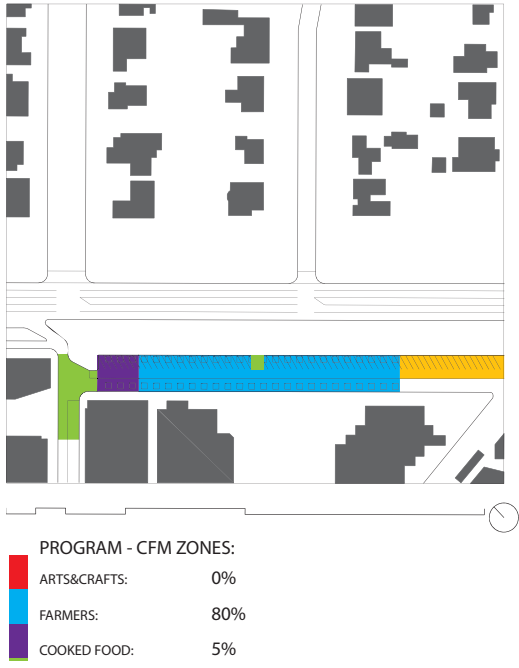 PROGRAM - CFM ZONES:
ARTS&CRAFTS: 0%
FARMERS: 80%
COOKED FOOD: 5%